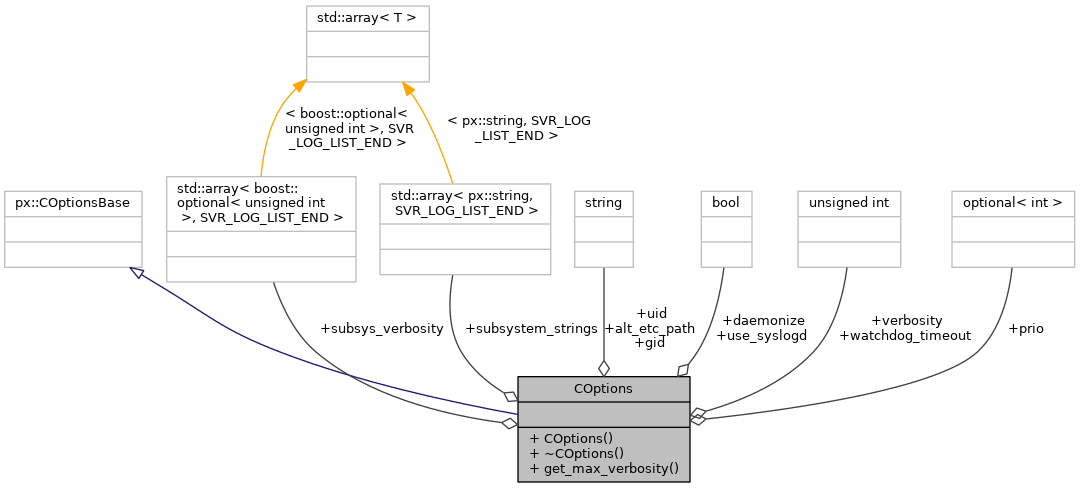 std::array< T >
< boost::optional<
unsigned int >, SVR
_LOG_LIST_END >
< px::string, SVR_LOG
_LIST_END >
px::COptionsBase
std::array< boost::
optional< unsigned int
>, SVR_LOG_LIST_END >
std::array< px::string,
SVR_LOG_LIST_END >
string
bool
unsigned int
optional< int >
+subsys_verbosity
+subsystem_strings
+uid
+alt_etc_path
+gid
+daemonize
+use_syslogd
+verbosity
+watchdog_timeout
+prio
COptions
+ COptions()
+ ~COptions()
+ get_max_verbosity()